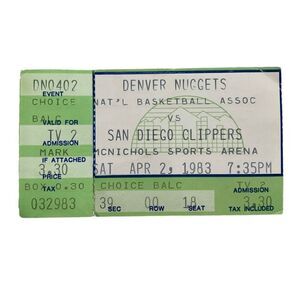 DN0402
EVENT
CHOICE
BALC
VALID FOR
TV 2
ADMISSION
MARK
IF ATTACHED
3.30
PRICE
BOX 0.30
TAX
032983
DENVER NUGGETS
NAT'L BASKETBALL ASSOC
VS
SAN DIEGO CLIPPERS
MCNICHOLS SPORTS ARENA
SAT APR 2, 1983 7:35PM
CHOICE BALC TV 2
ADMISSION
39 00 18 3.30
SEC ROW SEAT TAX INCLUDED